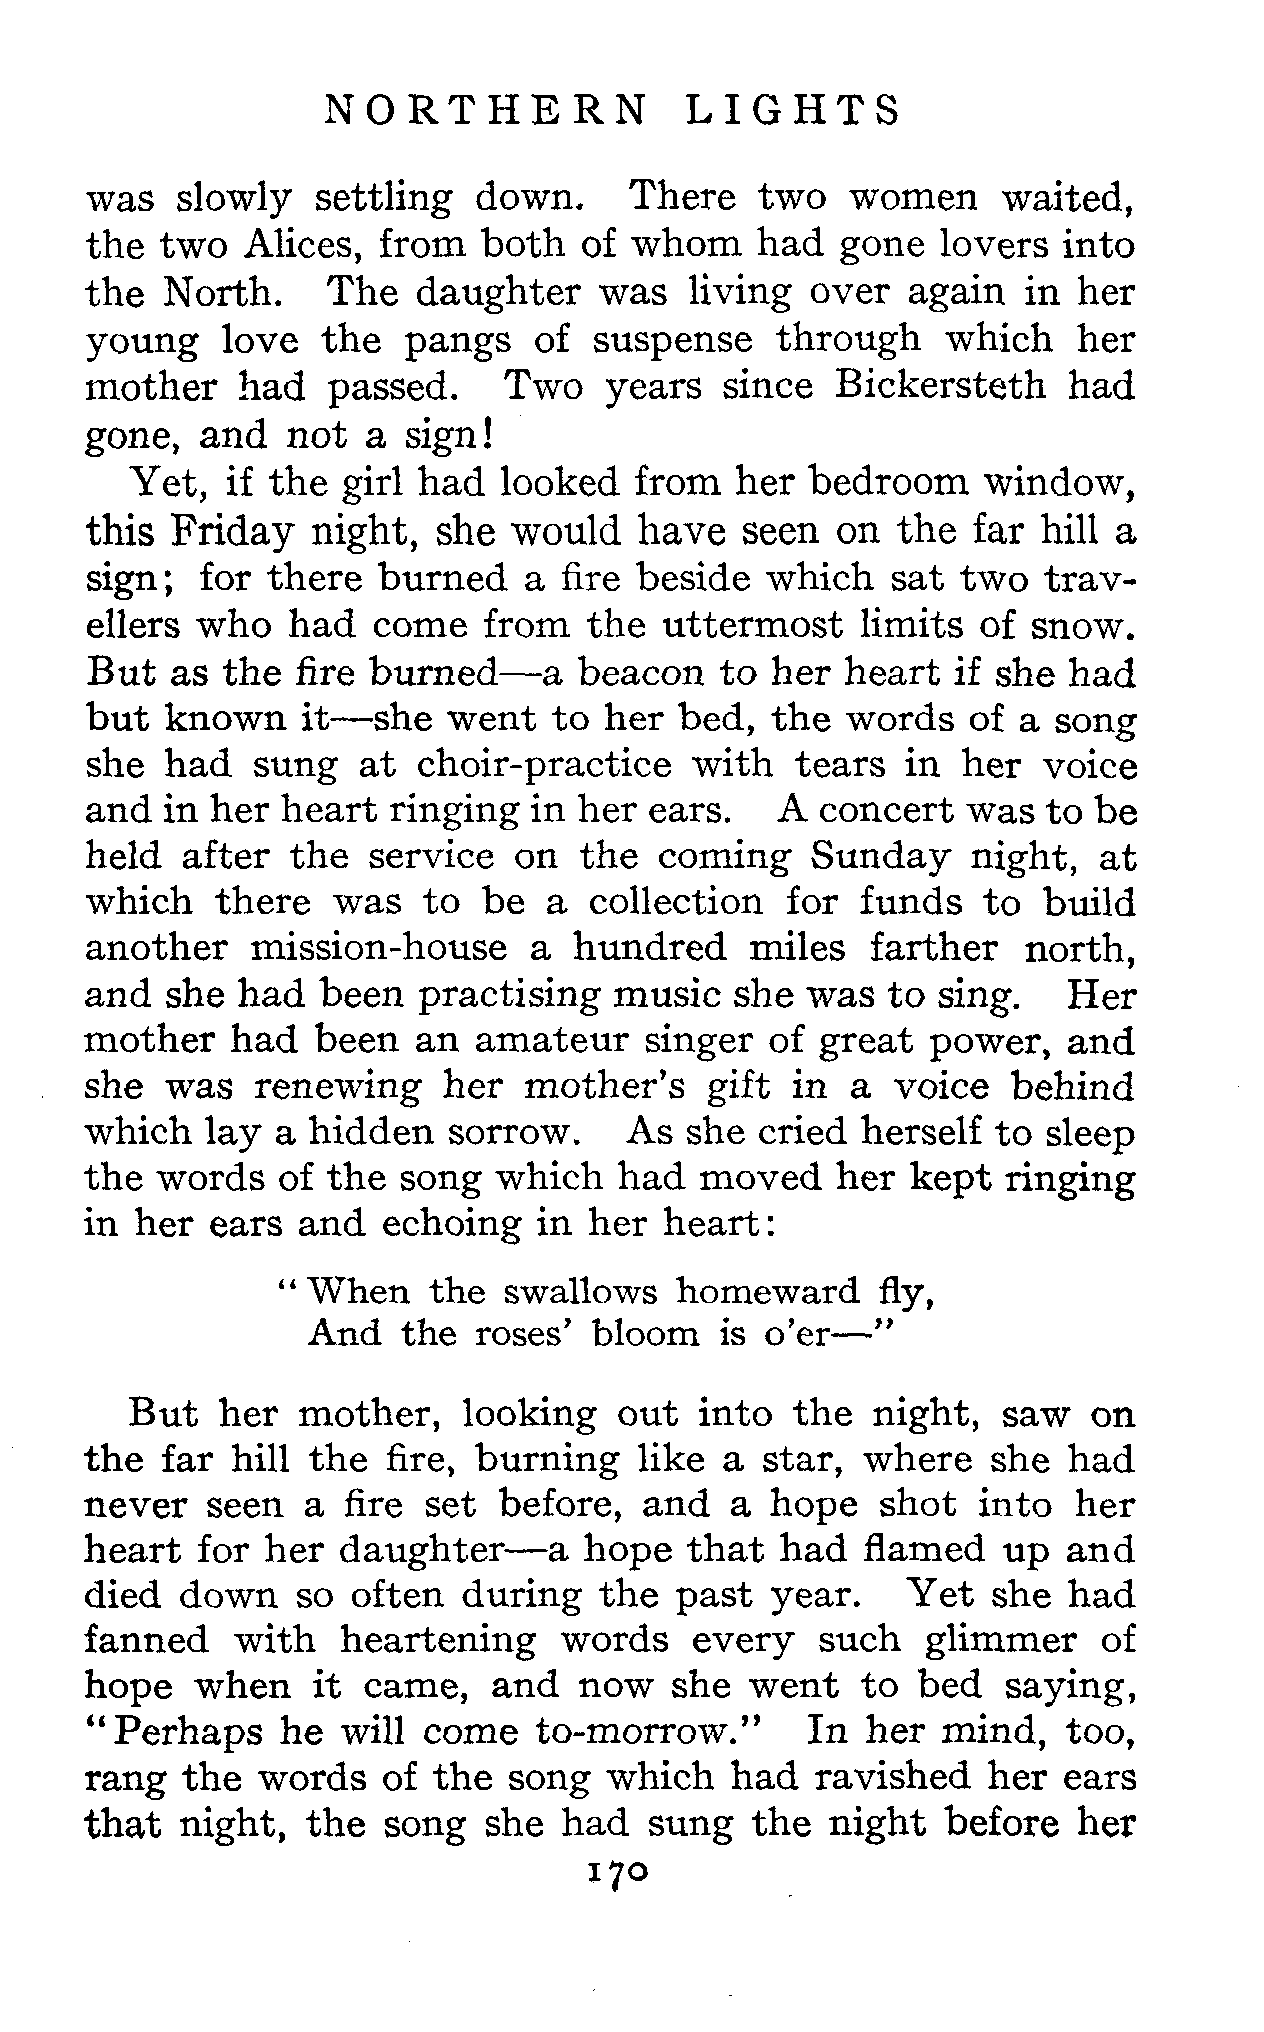 NORTHERN LIGHTS
was slowly settling down. There two women waited,
the two Alices, from both of whom had gone lovers into
the North. The daughter was living over again in her
young love the pangs of suspense through which her
mother had passed. Two years since Bickersteth had
gone, and not a sign!
Yet, if the girl had looked from her bedroom window,
this Friday night, she would have seen on the far hill a
sign; for there burned a fire beside which sat two trav-
ellers who had come from the uttermost limits of snow.
But as the fire burned—a beacon to her heart if she had
but known it—she went to her bed, the words of a song
she had sung at choir-practice with tears in her voice
and in her heart ringing in her ears. A concert was to be
held after the service on the coming Sunday night, at
which there was to be a collection for funds to build
another mission-house a hundred miles farther north,
and she had been practising music she was to sing. Her
mother had been an amateur singer of great power, and
she was renewing her mother's gift in a voice behind
which lay a hidden sorrow. As she cried herself to sleep
the words of the song which had moved her kept ringing
in her ears and echoing in her heart:
"When the swallows homeward fly,
And the roses' bloom is o'er—"
But her mother, looking out into the night, saw on
the far hill the fire, burning like a star, where she had
never seen a fire set before, and a hope shot into her
heart for her daughter—a hope that had flamed up and
died down so often during the past year. Yet she had
fanned with heartening words every such glimmer of
hope when it came, and now she went to bed saying,
"Perhaps he will come to-morrow." In her mind, too,
rang the words of the song which had ravished her ears
that night, the song she had sung the night before her
170